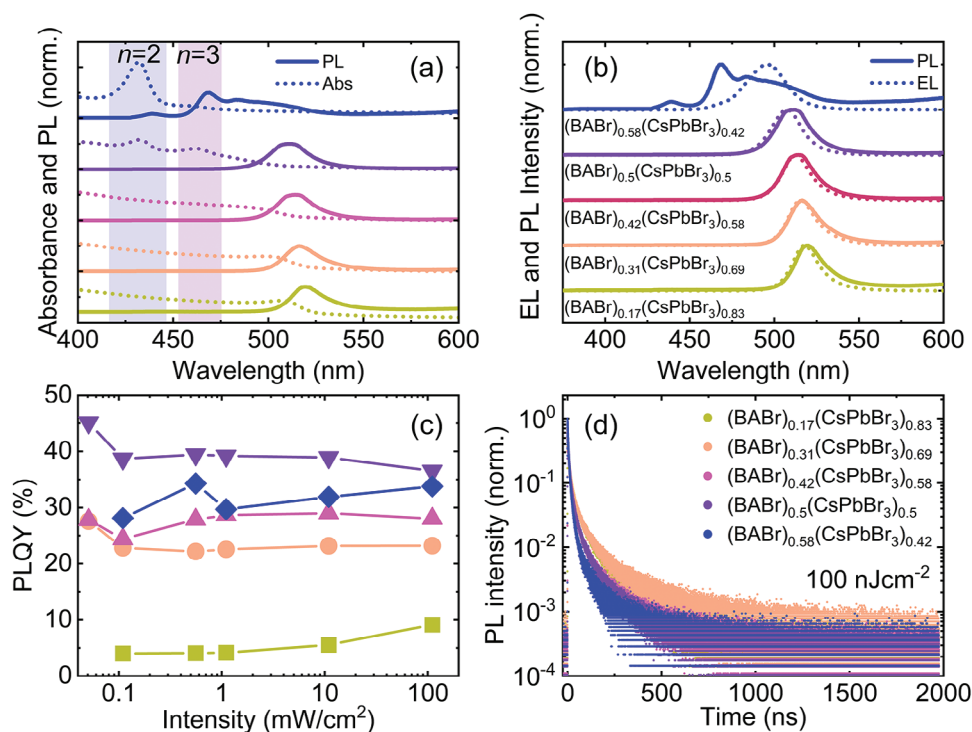 n=2 n=3 PL (a)
Abs
Absorbance and PL (norm.)
400 450 500 550 600
Wavelength (nm)
(b) PL
EL
EL and PL Intensity (norm.)
(BABr)0.58(CsPbBr3)0.42
(BABr)0.5(CsPbBr3)0.5
(BABr)0.42(CsPbBr3)0.58
(BABr)0.31(CsPbBr3)0.69
(BABr)0.17(CsPbBr3)0.83
400 450 500 550 600
Wavelength (nm)
50
40
30
20
10
0
PLQY (%)
(c)
0.1 1 10 100
Intensity (mW/cm2)
100
10-1
10-2
10-3
10-4
PL intensity (norm.)
(d)
(BABr)0.17(CsPbBr3)0.83
(BABr)0.31(CsPbBr3)0.69
(BABr)0.42(CsPbBr3)0.58
(BABr)0.5(CsPbBr3)0.5
(BABr)0.58(CsPbBr3)0.42
100 nJcm-2
0 500 1000 1500 2000
Time (ns)